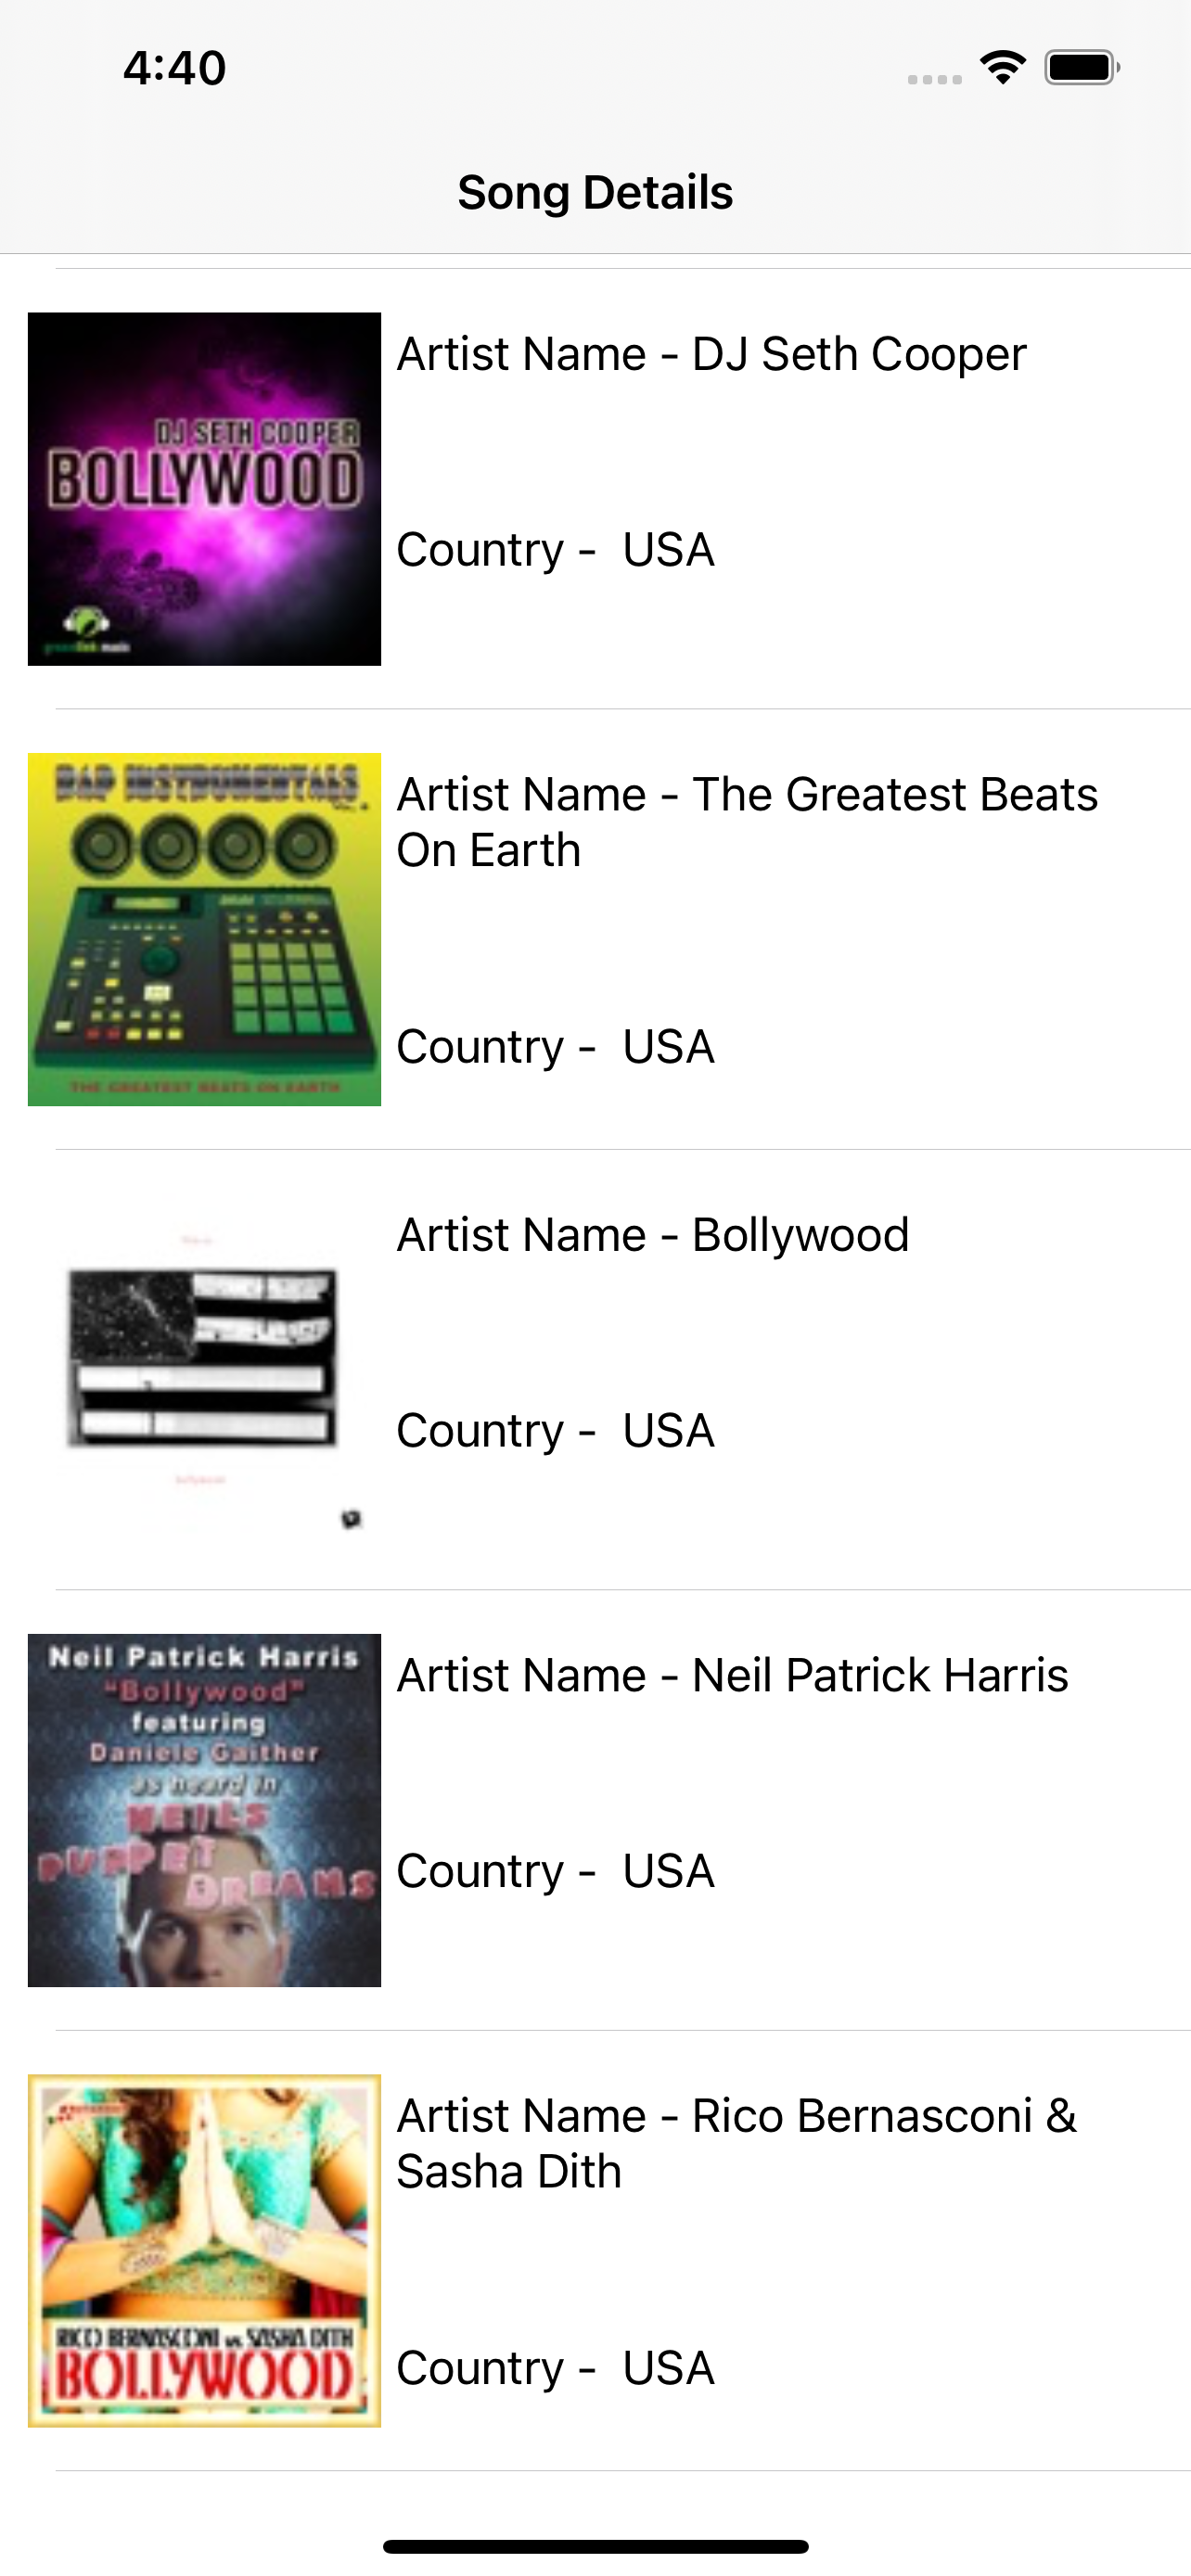 4:40
Song Details
DJ SETH COOPER
BOLLYWOOD
Artist Name - DJ Seth Cooper
Country - USA
RAP INSTRUMENTALS
THE GREATEST BEATS ON EARTH
Artist Name - The Greatest Beats
On Earth
Country - USA
Artist Name - Bollywood
Country - USA
Neil Patrick Harris
"Bollywood"
featuring
Daniele Gaither
as heard in
NEILS
PUPPET
DREAMS
Artist Name - Neil Patrick Harris
Country - USA
RICO BERNASCONI vs SASHA DITH
BOLLYWOOD
Artist Name - Rico Bernasconi &
Sasha Dith
Country - USA